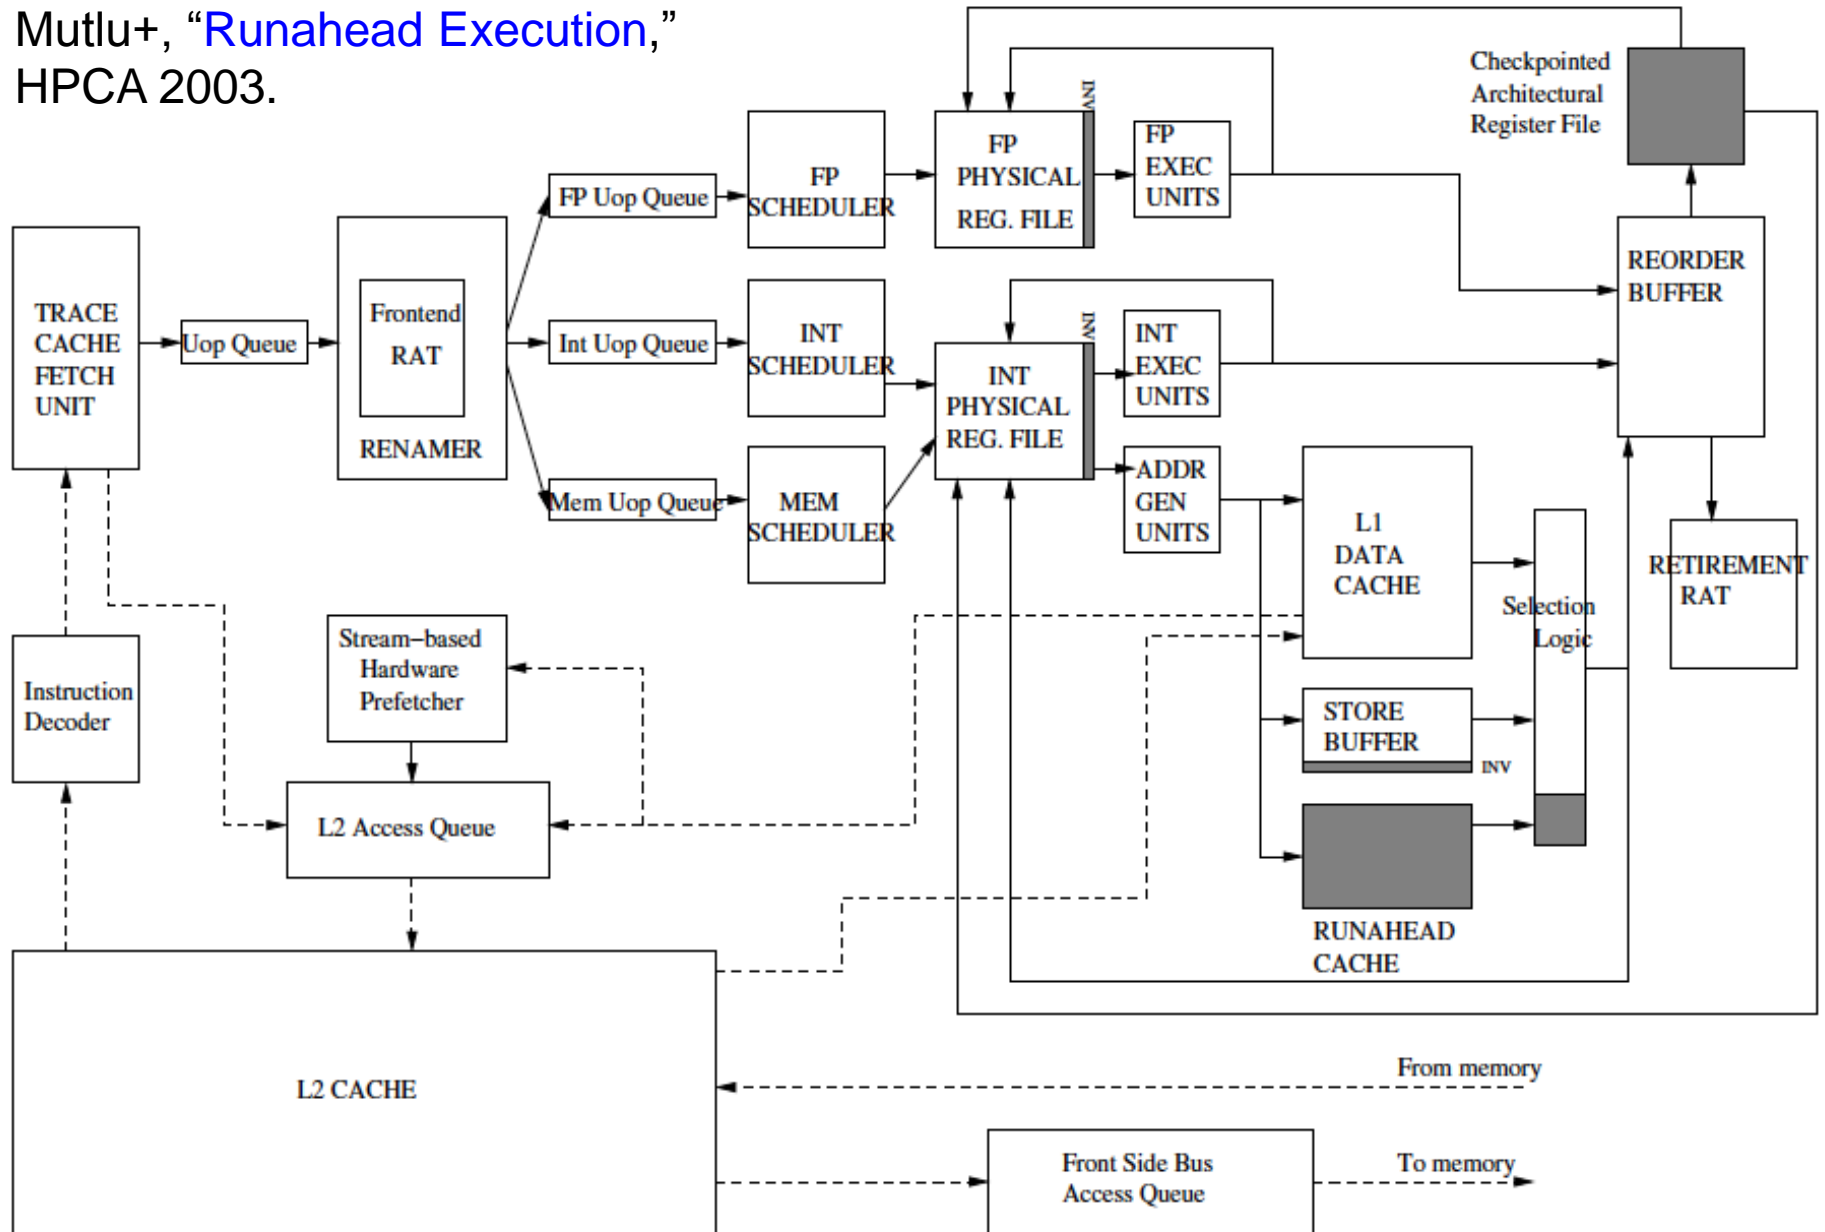 Mutlu+, “Runahead Execution,”
HPCA 2003.
Checkpointed
Architectural
Register File
INV
FP
PHYSICAL
REG. FILE
FP
EXEC
UNITS
FP Uop Queue
FP
SCHEDULER
REORDER
BUFFER
TRACE
CACHE
FETCH
UNIT
Uop Queue
Frontend
RAT
RENAMER
Int Uop Queue
INT
SCHEDULER
INV
INT
PHYSICAL
REG. FILE
INT
EXEC
UNITS
Mem Uop Queue
MEM
SCHEDULER
ADDR
GEN
UNITS
L1
DATA
CACHE
RETIREMENT
RAT
Selection
Logic
Instruction
Decoder
Stream−based
Hardware
Prefetcher
STORE
BUFFER
INV
L2 Access Queue
RUNAHEAD
CACHE
L2 CACHE
From memory
Front Side Bus
Access Queue
To memory